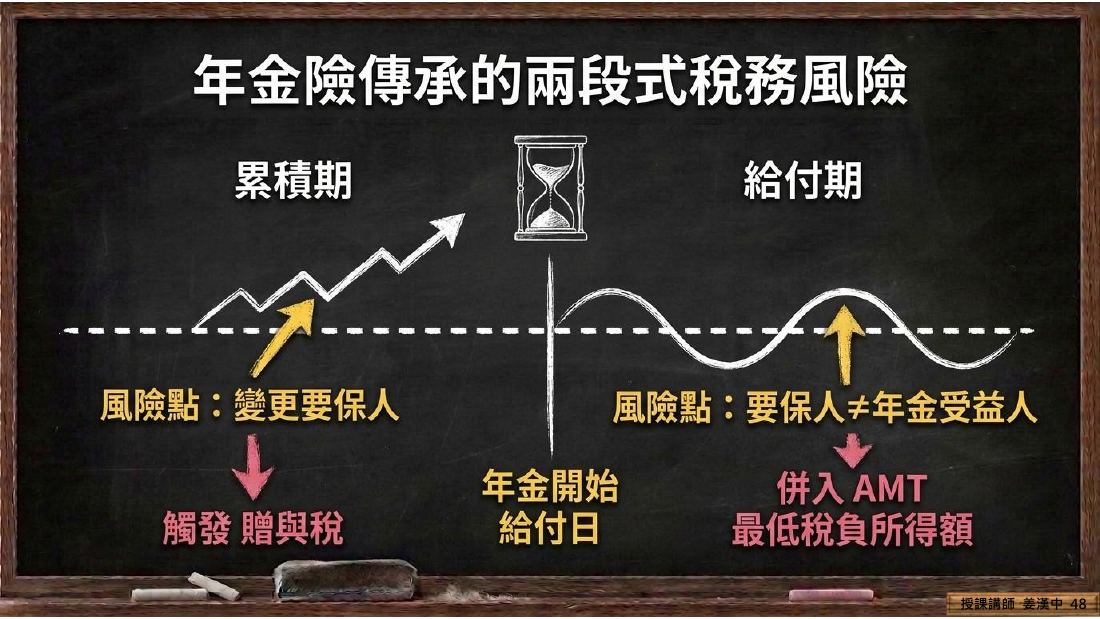 年金險傳承的兩段式稅務風險
累積期
給付期
風險點：變更要保人
觸發 贈與稅
年金開始
給付日
風險點：要保人≠年金受益人
併入 AMT
最低稅負所得額
授課講師 姜漢中 48